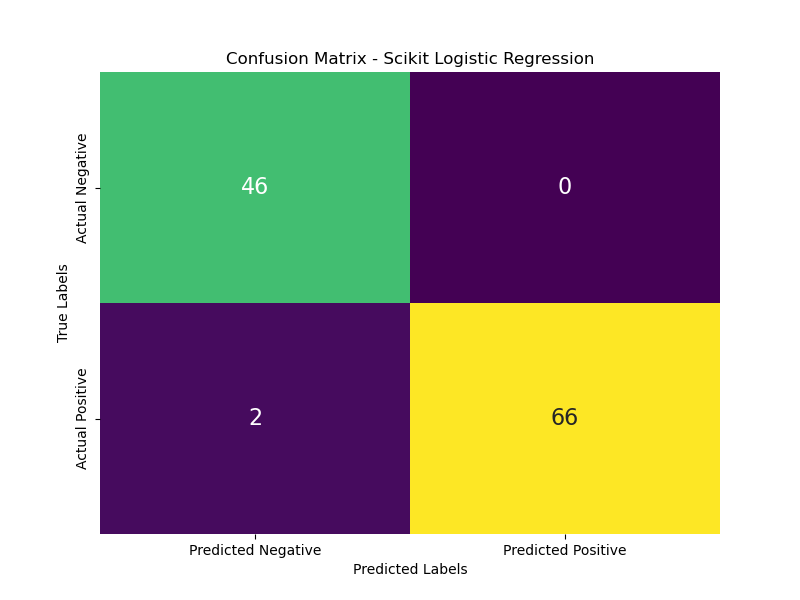 Confusion Matrix - Scikit Logistic Regression
True Labels
Actual Negative
46
0
Actual Positive
2
66
Predicted Negative
Predicted Positive
Predicted Labels